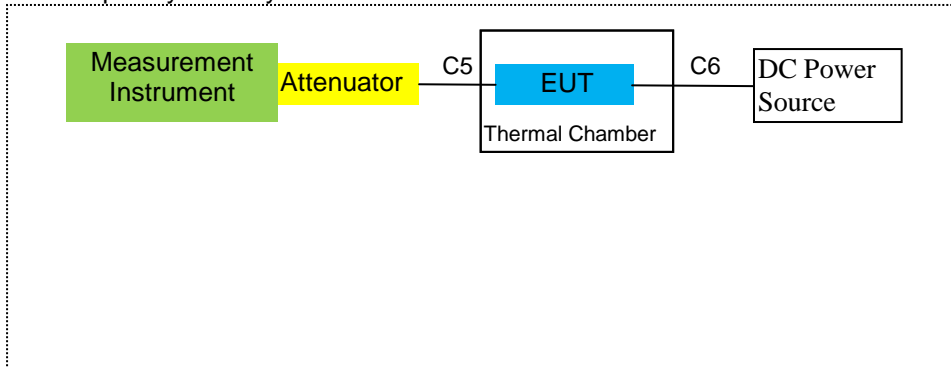 Measurement
Instrument
Attenuator
C5
EUT
Thermal Chamber
C6
DC Power
Source